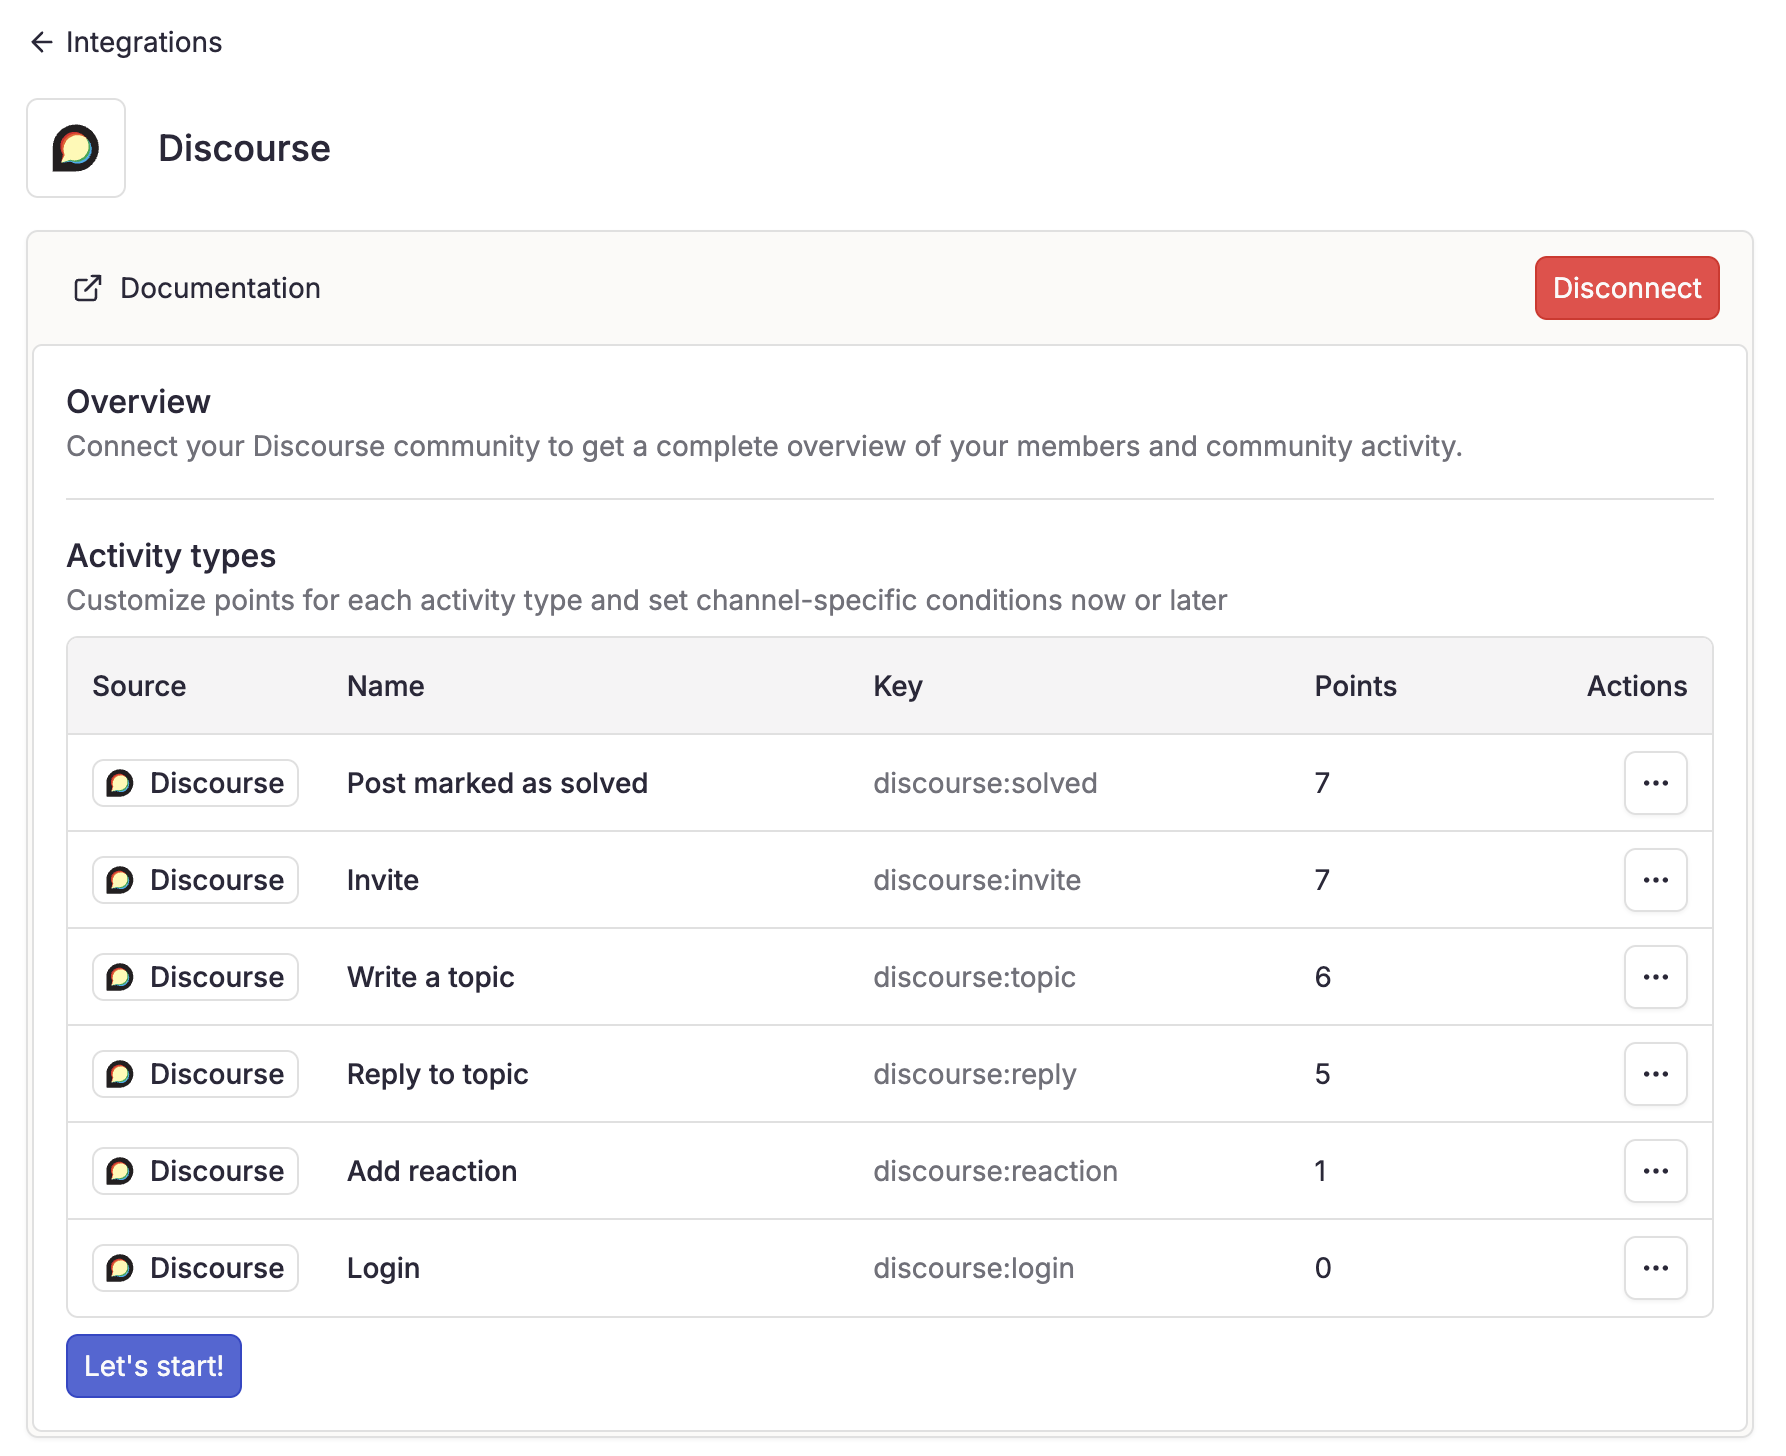 Integrations
Discourse
Documentation
Disconnect
Overview
Connect your Discourse community to get a complete overview of your members and community activity.
Activity types
Customize points for each activity type and set channel-specific conditions now or later
Source Name Key Points Actions
Discourse Post marked as solved discourse:solved 7
Discourse Invite discourse:invite 7
Discourse Write a topic discourse:topic 6
Discourse Reply to topic discourse:reply 5
Discourse Add reaction discourse:reaction 1
Discourse Login discourse:login 0
Let's start!